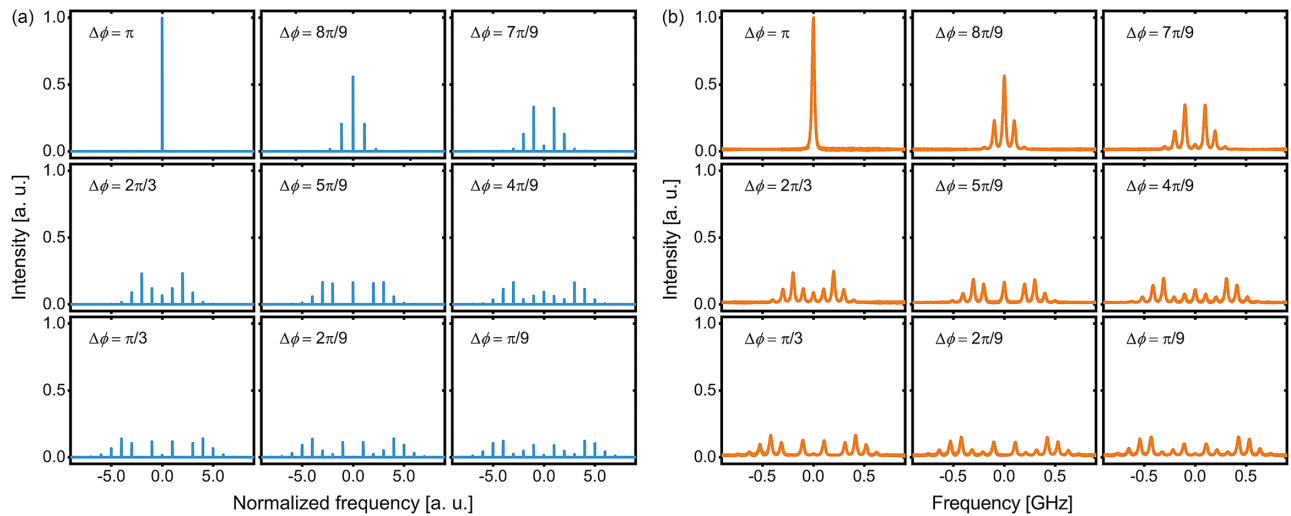 (a)
Intensity [a. u.]
1.0
0.5
0.0
Δϕ = π
Δϕ = 8π/9
Δϕ = 7π/9
1.0
0.5
0.0
Δϕ = 2π/3
Δϕ = 5π/9
Δϕ = 4π/9
1.0
0.5
0.0
Δϕ = π/3
Δϕ = 2π/9
Δϕ = π/9
-5.0 0.0 5.0 -5.0 0.0 5.0 -5.0 0.0 5.0
Normalized frequency [a. u.]
(b)
Intensity [a. u.]
1.0
0.5
0.0
Δϕ = π
Δϕ = 8π/9
Δϕ = 7π/9
1.0
0.5
0.0
Δϕ = 2π/3
Δϕ = 5π/9
Δϕ = 4π/9
1.0
0.5
0.0
Δϕ = π/3
Δϕ = 2π/9
Δϕ = π/9
-0.5 0.0 0.5 -0.5 0.0 0.5 -0.5 0.0 0.5
Frequency [GHz]